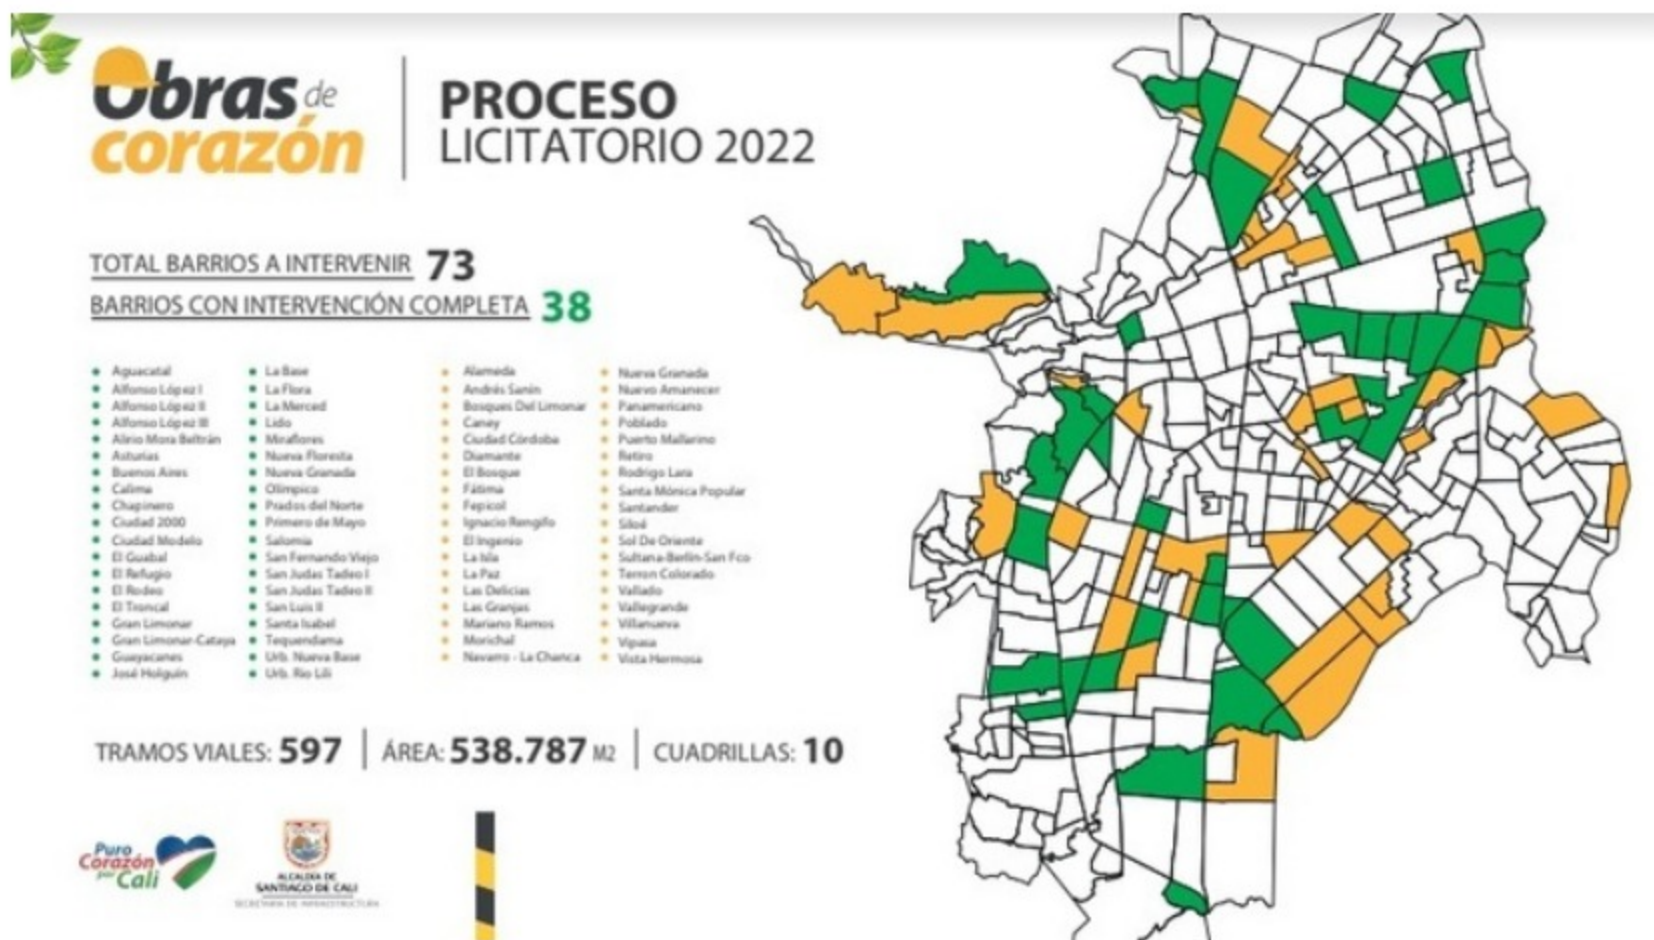 Obras de
corazón
PROCESO
LICITATORIO 2022
TOTAL BARRIOS A INTERVENIR 73
BARRIOS CON INTERVENCIÓN COMPLETA 38
Aguacatal
Alfonso López I
Alfonso López II
Alfonso López III
Alirio Mora Beltrán
Asturias
Buenos Aires
Calima
Chapinero
Ciudad 2000
Ciudad Modelo
El Guabal
El Refugio
El Rodeo
El Troncal
Gran Limonar
Gran Limonar-Cataya
Guayacanes
José Holguín
La Base
La Flora
La Merced
Lido
Miraflores
Nueva Floresta
Nueva Granada
Olímpico
Prados del Norte
Primero de Mayo
Salomia
San Fernando Viejo
San Judas Tadeo I
San Judas Tadeo II
San Luis II
Santa Isabel
Tequendama
Urb. Nueva Base
Urb. Rio Lili
Alameda
Andrés Sanín
Bosques Del Limonar
Caney
Ciudad Córdoba
Diamante
El Bosque
Fátima
Fepicol
Ignacio Rengifo
El Ingenio
La Isla
La Paz
Las Delicias
Las Granjas
Mariano Ramos
Morichal
Navarro - La Chanca
Nueva Granada
Nuevo Amanecer
Panamericano
Poblado
Puerto Mallarino
Retiro
Rodrigo Lara
Santa Mónica Popular
Santander
Siloé
Sol De Oriente
Sultana-Berlín-San Fco
Terron Colorado
Vallado
Vallegrande
Villanueva
Vipasa
Vista Hermosa
TRAMOS VIALES: 597
ÁREA: 538.787 M2
CUADRILLAS: 10
Puro
Corazón
por Cali
ALCALDÍA DE
SANTIAGO DE CALI
SECRETARÍA DE INFRAESTRUCTURA